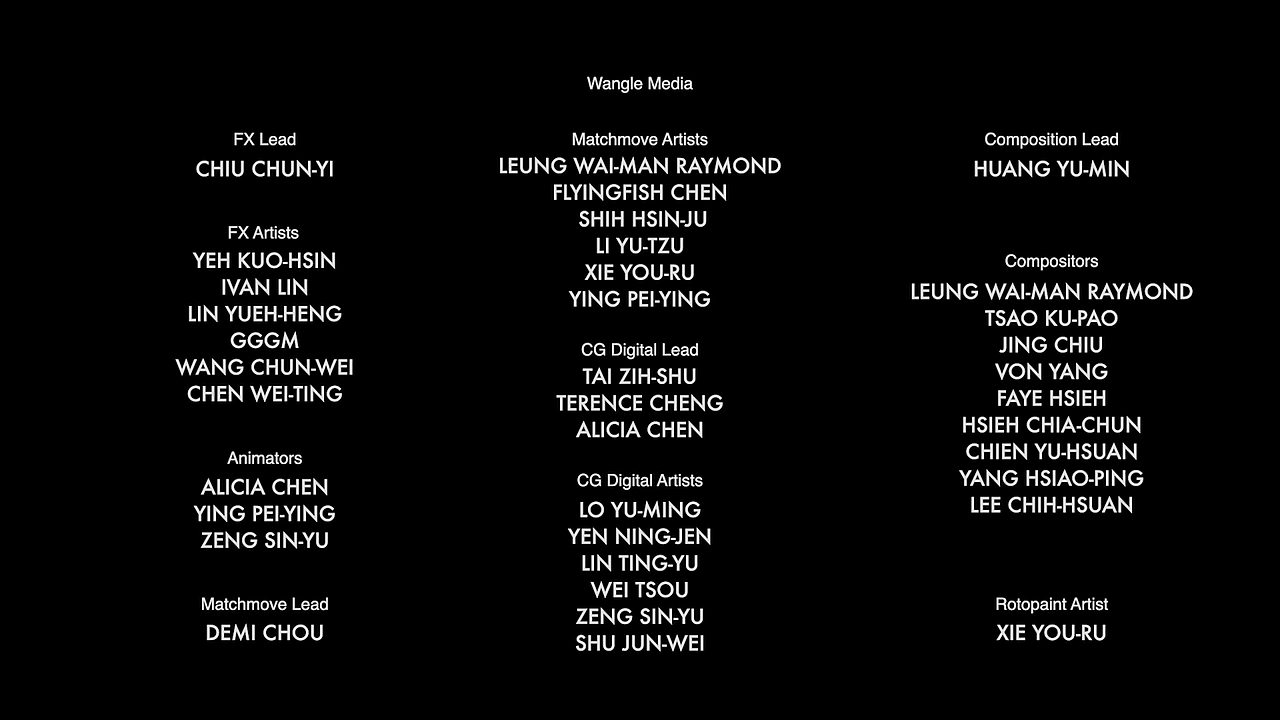 Wangle Media
FX Lead
CHIU CHUN-YI
FX Artists
YEH KUO-HSIN
IVAN LIN
LIN YUEH-HENG
GGGM
WANG CHUN-WEI
CHEN WEI-TING
Animators
ALICIA CHEN
YING PEI-YING
ZENG SIN-YU
Matchmove Lead
DEMI CHOU
Matchmove Artists
LEUNG WAI-MAN RAYMOND
FLYINGFISH CHEN
SHIH HSIN-JU
LI YU-TZU
XIE YOU-RU
YING PEI-YING
CG Digital Lead
TAI ZIH-SHU
TERENCE CHENG
ALICIA CHEN
CG Digital Artists
LO YU-MING
YEN NING-JEN
LIN TING-YU
WEI TSOU
ZENG SIN-YU
SHU JUN-WEI
Composition Lead
HUANG YU-MIN
Compositors
LEUNG WAI-MAN RAYMOND
TSAO KU-PAO
JING CHIU
VON YANG
FAYE HSIEH
HSIEH CHIA-CHUN
CHIEN YU-HSUAN
YANG HSIAO-PING
LEE CHIH-HSUAN
Rotopaint Artist
XIE YOU-RU